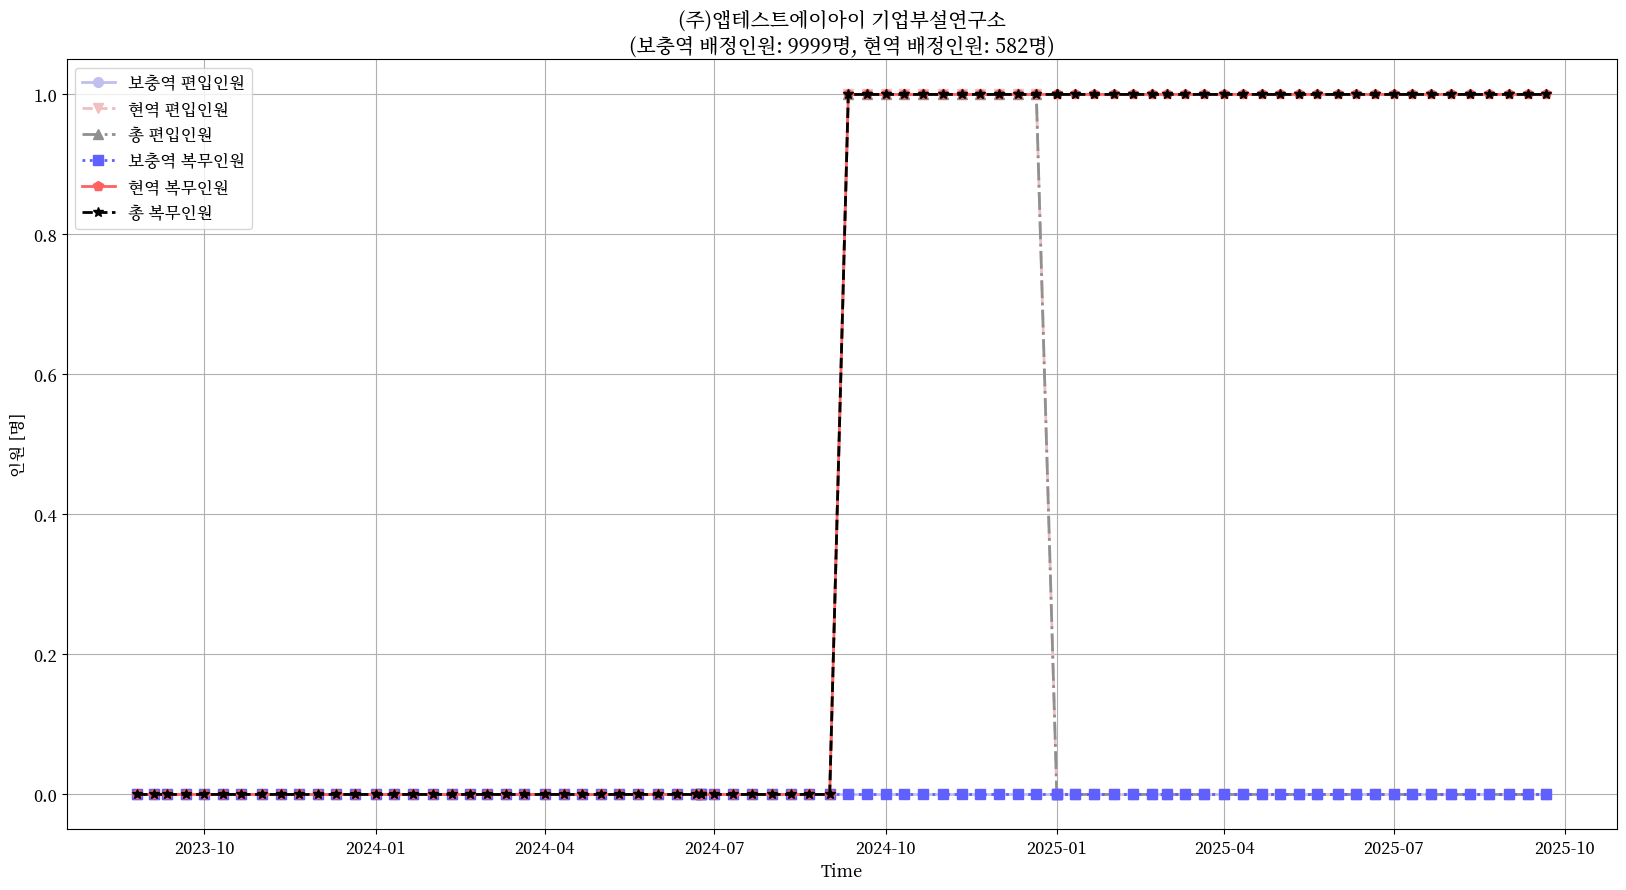 (주)앱테스트에이아이 기업부설연구소
(보충역 배정인원: 9999명, 현역 배정인원: 582명)
보충역 편입인원
현역 편입인원
총 편입인원
보충역 복무인원
현역 복무인원
총 복무인원
1.0
0.8
0.6
0.4
0.2
0.0
인원 [명]
2023-10
2024-01
2024-04
2024-07
2024-10
2025-01
2025-04
2025-07
2025-10
Time